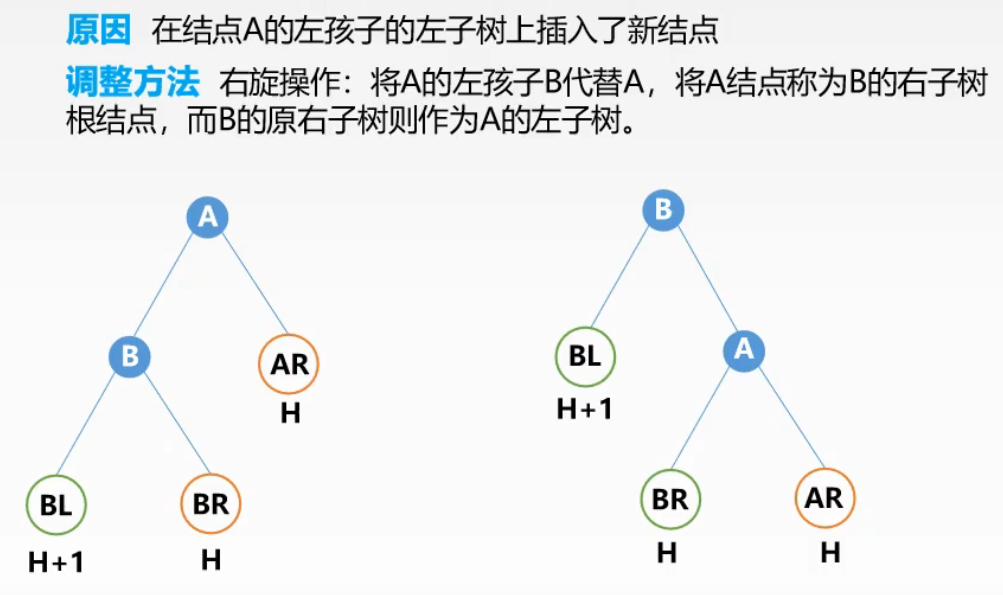 原因 在结点A的左孩子的左子树上插入了新结点
调整方法 右旋操作：将A的左孩子B代替A，将A结点称为B的右子树
根结点，而B的原右子树则作为A的左子树。
A
B
AR
H
BL
H+1
BR
H
B
BL
H+1
A
BR
H
AR
H